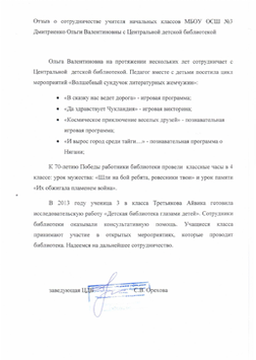 Отзыв о сотрудничестве учителя начальных классов МБОУ ОСШ №3
Дмитриенко Ольги Валентиновны с Центральной детской библиотекой
Ольга Валентиновна на протяжении нескольких лет сотрудничает с
Центральной детской библиотекой. Педагог вместе с детьми посетила цикл
мероприятий «Волшебный сундучок литературных жемчужин»:
• «В сказку нас ведет дорога» - игровая программа;
• «Да здравствует Чукляндия» - игровая викторина;
• «Космическое приключение веселых друзей» - познавательная
игровая программа;
• «И вырос город среди тайги…» - познавательная программа о
Нягани;
К 70-летию Победы работники библиотеки провели классные часы в 4
классе: урок мужества: «Шли на бой ребята, ровесники твои» и урок памяти
«Их обжигала пламенем война».
В 2013 году ученица 3 класса Третьякова Айвина готовила
исследовательскую работу «Детская библиотека глазами детей». Сотрудники
библиотеки оказывали консультативную помощь. Учащиеся класса
принимают участие в открытых мероприятиях, которые проводит
библиотека. Надеемся на дальнейшее сотрудничество.
заведующая ЦДБ С.В. Орехова